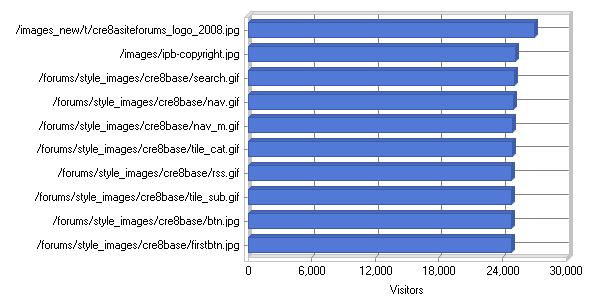 /images_new/t/cre8asiteforums_logo_2008.jpg
/images/ipb-copyright.jpg
/forums/style_images/cre8base/search.gif
/forums/style_images/cre8base/nav.gif
/forums/style_images/cre8base/nav_m.gif
/forums/style_images/cre8base/tile_cat.gif
/forums/style_images/cre8base/rss.gif
/forums/style_images/cre8base/tile_sub.gif
/forums/style_images/cre8base/btn.jpg
/forums/style_images/cre8base/firstbtn.jpg
0 6,000 12,000 18,000 24,000 30,000
Visitors